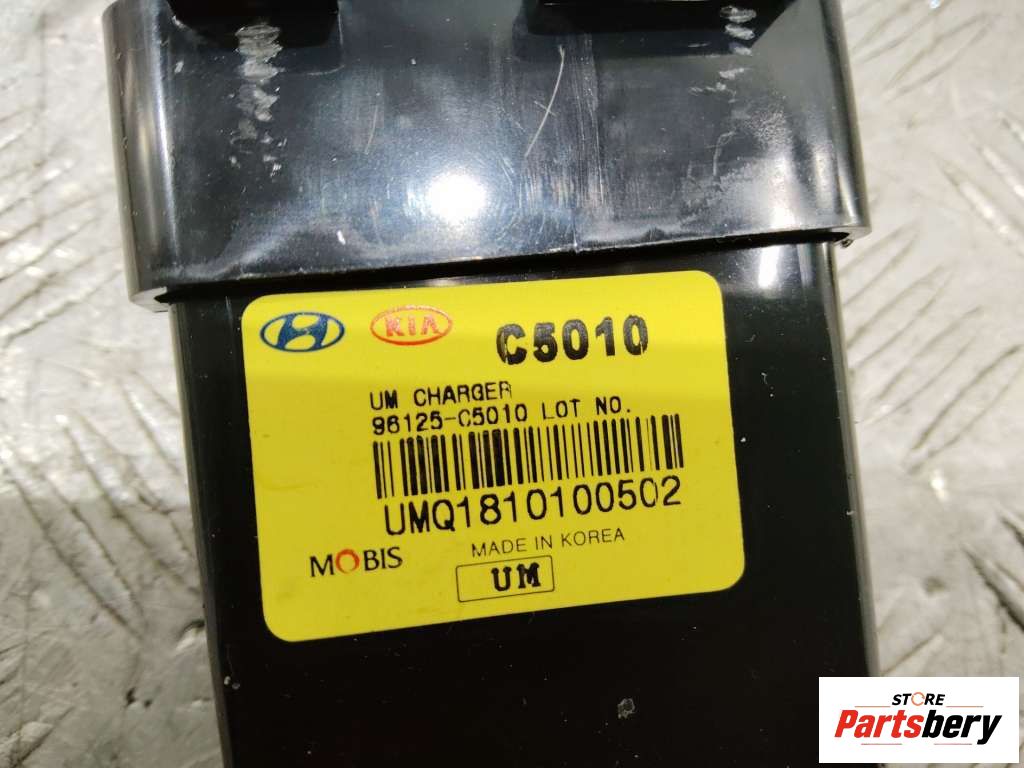 KIA C5010
UM CHARGER
96125-C5010 LOT NO.
UMQ1810100502
MOBIS MADE IN KOREA
UM
STORE
Partsbery